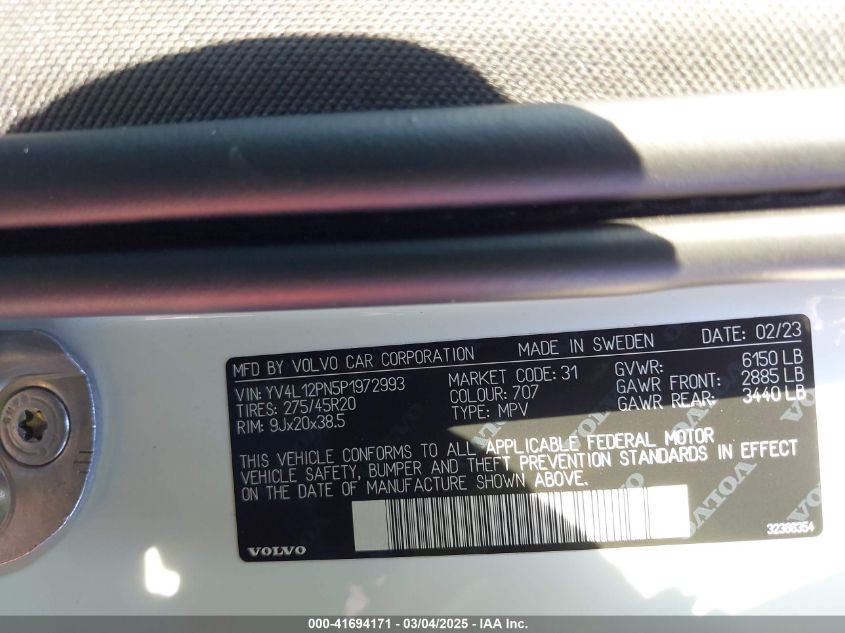 MFD BY VOLVO CAR CORPORATION MADE IN SWEDEN DATE: 02/23
VIN: YV4L12PN5P1972993 MARKET CODE: 31 GVWR: 6150 LB
TIRES: 275/45R20 COLOUR: 707 GAWR FRONT: 2885 LB
RIM: 9Jx20x38.5 TYPE: MPV GAWR REAR: 3440 LB
THIS VEHICLE CONFORMS TO ALL APPLICABLE FEDERAL MOTOR
VEHICLE SAFETY, BUMPER AND THEFT PREVENTION STANDARDS IN EFFECT
ON THE DATE OF MANUFACTURE SHOWN ABOVE.
VOLVO
32366354
000-41694171 - 03/04/2025 - IAA Inc.